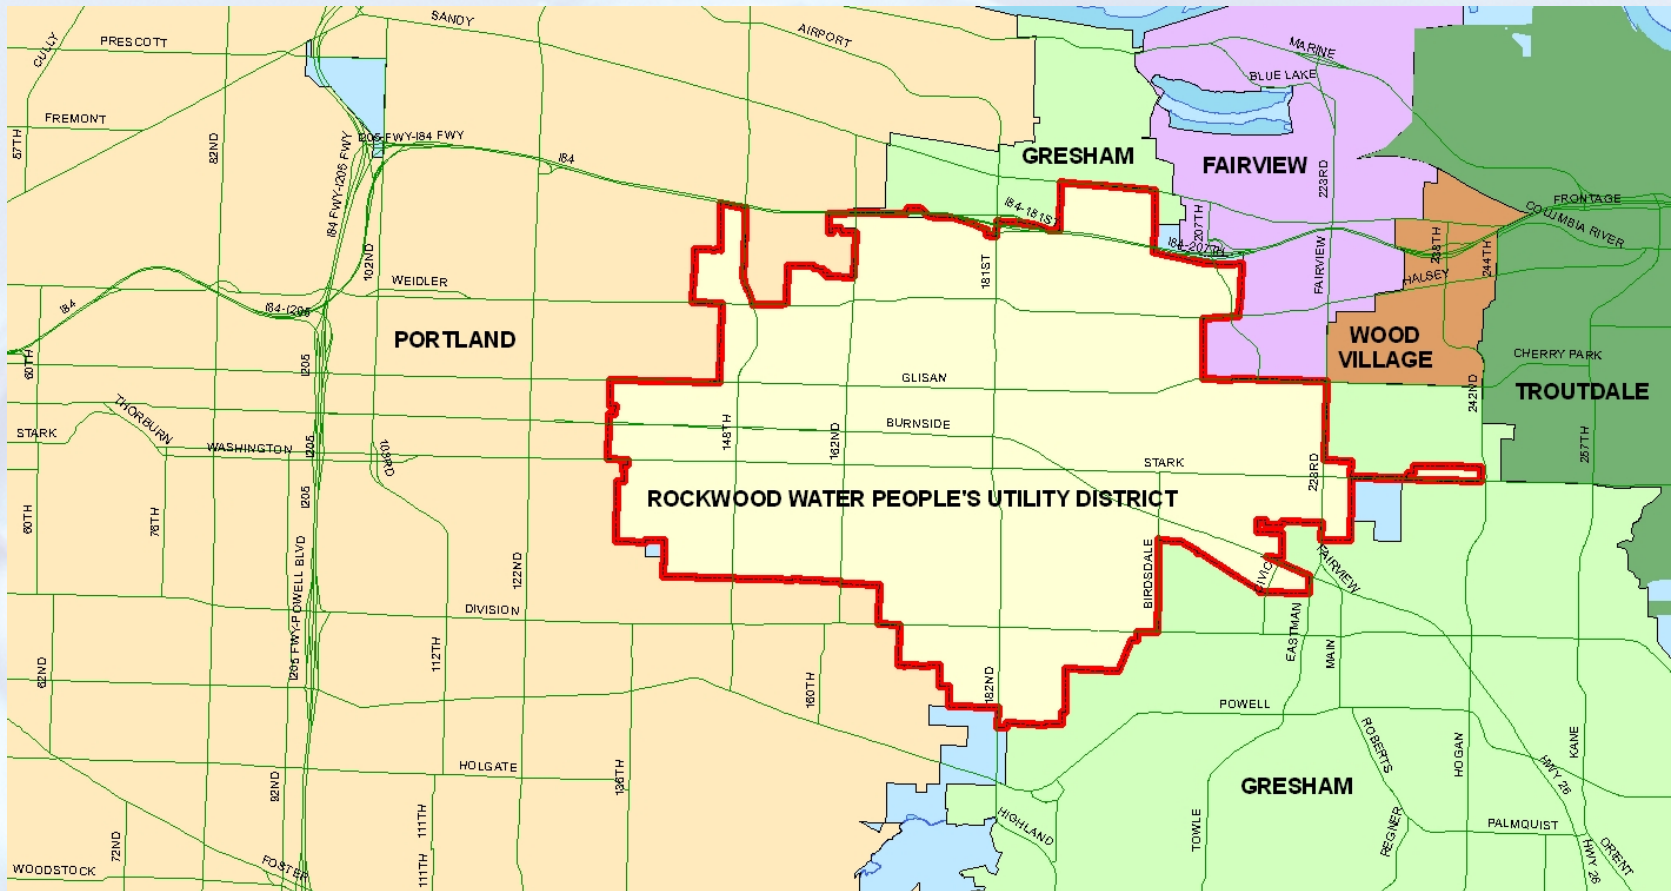 SANDY
CULLY
PRESCOTT
AIRPORT
MARINE
BLUE LAKE
FREMONT
57TH
82ND
I205 FWY-I84 FWY
I84
I84 FWY-I205 FWY
GRESHAM
FAIRVIEW
223RD
FRONTAGE
COLUMBIA RIVER
I84-181ST
207TH
I84-207TH
102ND
WEIDLER
181ST
FAIRVIEW
238TH
244TH
HALSEY
I84
I84-I205
PORTLAND
WOOD
VILLAGE
60TH
I205
CHERRY PARK
GLISAN
TROUTDALE
242ND
THORBURN
BURNSIDE
STARK
WASHINGTON
I205
103RD
148TH
162ND
257TH
STARK
223RD
I205
ROCKWOOD WATER PEOPLE'S UTILITY DISTRICT
60TH
76TH
I205 FWY-POWELL BLVD
122ND
BIRDSDALE
CIVIC
FAIRVIEW
DIVISION
EASTMAN
MAIN
62ND
112TH
160TH
182ND
POWELL
ROBERTS
HOGAN
KANE
HWY 26
HOLGATE
92ND
136TH
GRESHAM
111TH
HIGHLAND
TOWLE
REGNER
PALMQUIST
72ND
ORIENT
HWY 26
WOODSTOCK
FOSTER
111TH